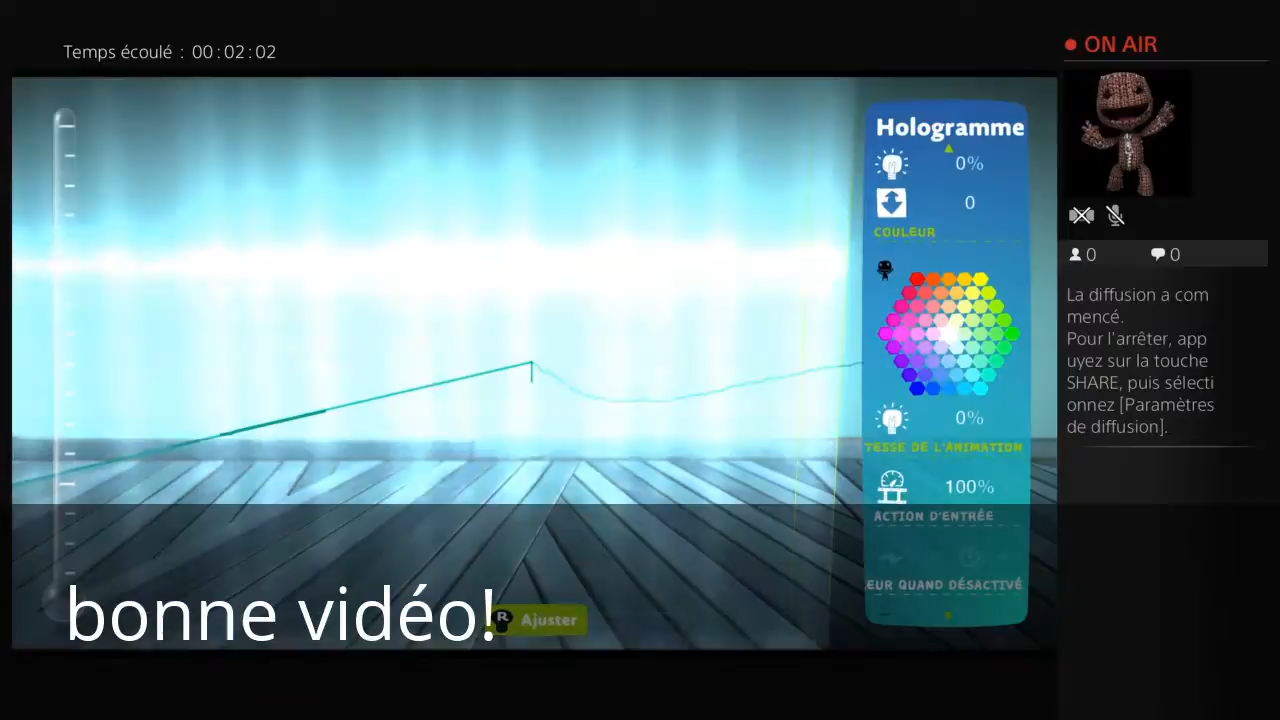 Temps écoulé : 00:02:02
ON AIR
Hologramme
0%
0
COULEUR
0%
TESSE DE L'ANIMATION
100%
ACTION D'ENTRÉE
EUR QUAND DÉSACTIVÉ
R Ajuster
bonne vidéo!
0 0
La diffusion a com
mencé.
Pour l'arrêter, app
uyez sur la touche
SHARE, puis sélecti
onnez [Paramètres
de diffusion].